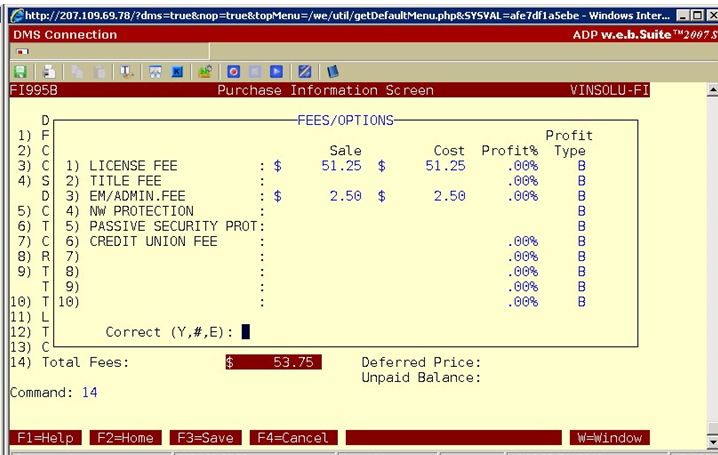 http://207.109.69.78/?dms=true&nop=true&topMenu=/we/util/getDefaultMenu.php&SYSVAL=afe7df1a5ebe - Windows Inter...
DMS Connection ADP w.e.b.Suite™2007S
FI995B Purchase Information Screen VINSOLU-FI
D FEES/OPTIONS
1) F Profit
2) C Sale Cost Profit% Type
3) C 1) LICENSE FEE : $ 51.25 $ 51.25 .00% B
4) S 2) TITLE FEE : .00% B
D 3) EM/ADMIN.FEE : $ 2.50 $ 2.50 .00% B
5) C 4) NW PROTECTION : B
6) T 5) PASSIVE SECURITY PROT: B
7) C 6) CREDIT UNION FEE : .00% B
8) R 7) : .00% B
9) T 8) : .00% B
T 9) : .00% B
10) T 10) : .00% B
11) L
12) T Correct (Y,#,E):
13) C
14) Total Fees: $ 53.75 Deferred Price:
Unpaid Balance:
Command: 14
F1=Help F2=Home F3=Save F4=Cancel W=Window